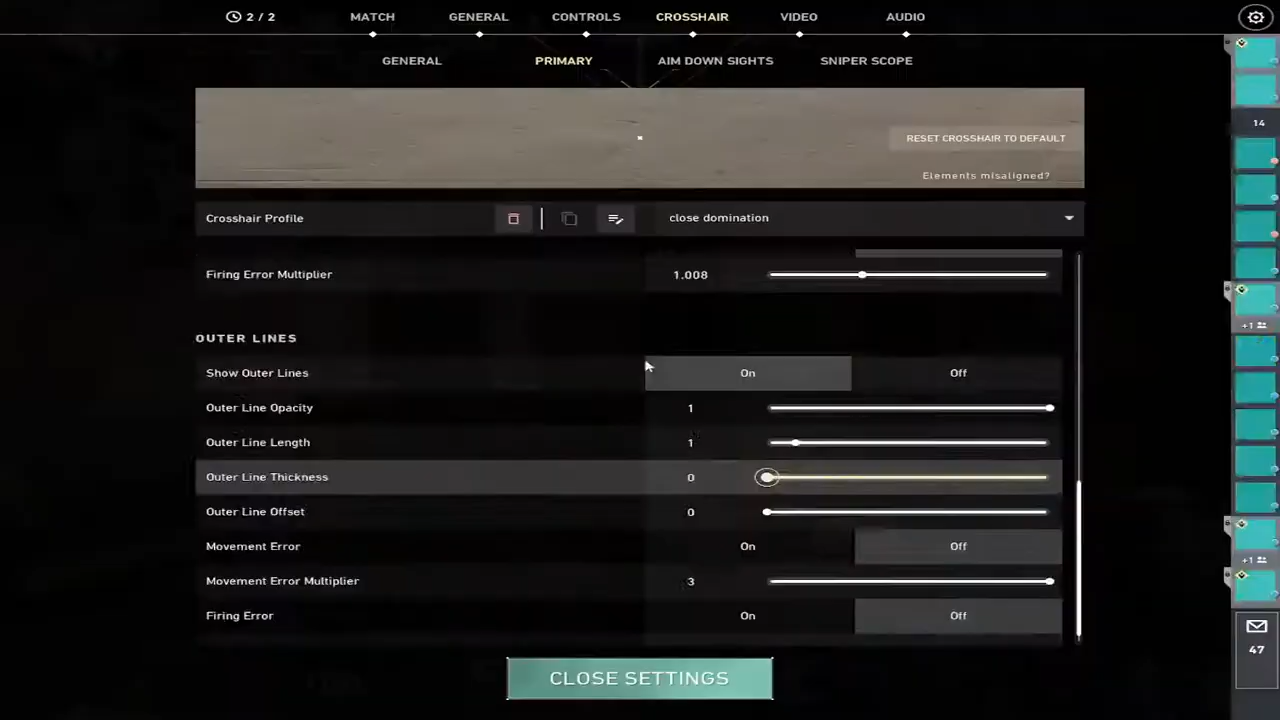 2 / 2 MATCH GENERAL CONTROLS CROSSHAIR VIDEO AUDIO
GENERAL PRIMARY AIM DOWN SIGHTS SNIPER SCOPE
RESET CROSSHAIR TO DEFAULT
Elements misaligned?
Crosshair Profile close domination
Firing Error Multiplier 1.008
OUTER LINES
Show Outer Lines On Off
Outer Line Opacity 1
Outer Line Length 1
Outer Line Thickness 0
Outer Line Offset 0
Movement Error On Off
Movement Error Multiplier 3
Firing Error On Off
CLOSE SETTINGS
14
+1
+1
47